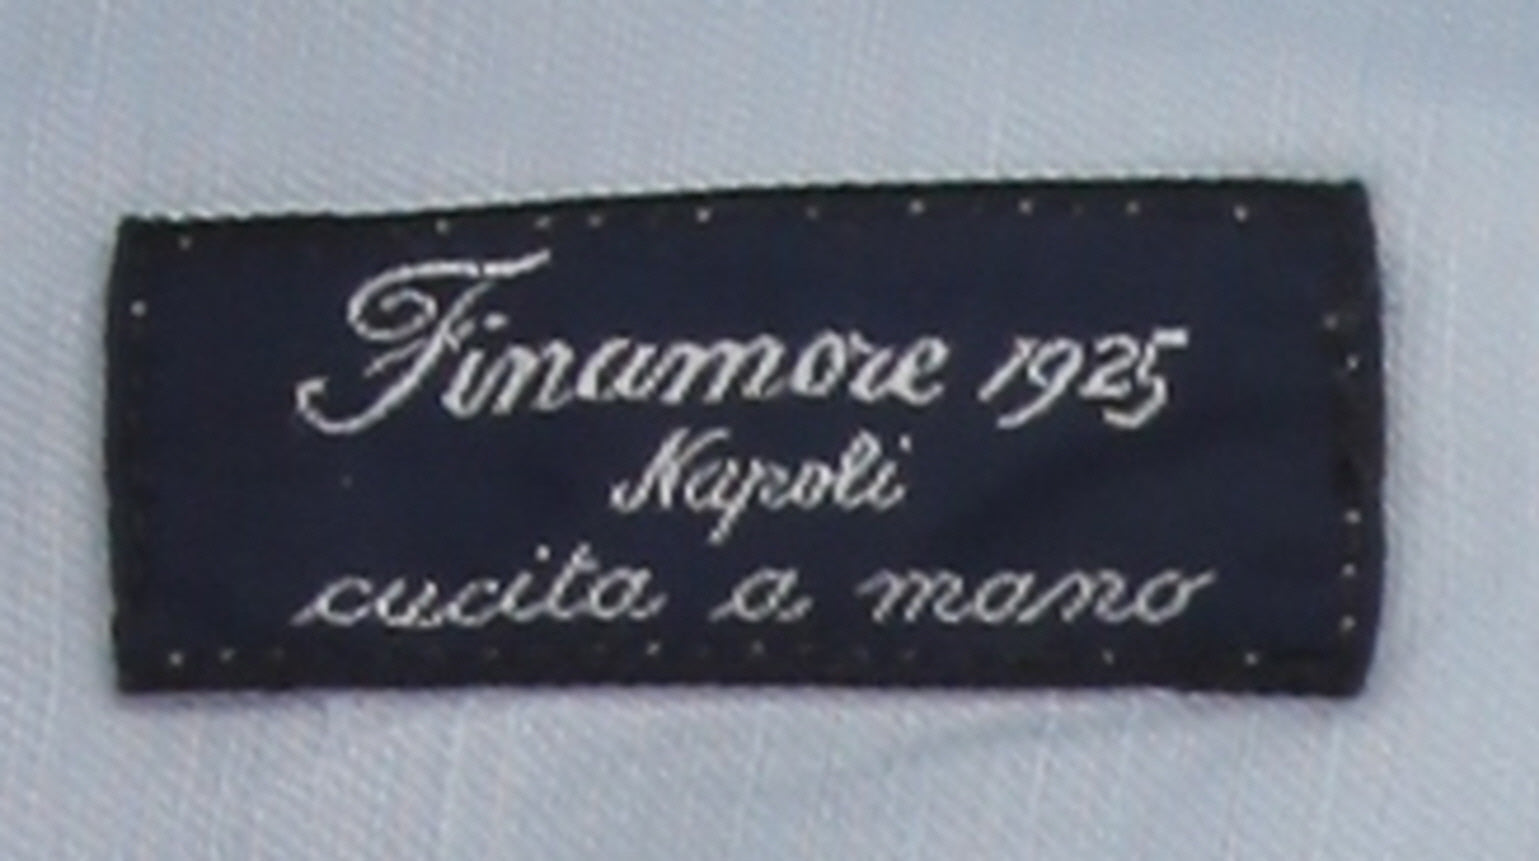 Finamore 1925
Napoli
cucita a mano